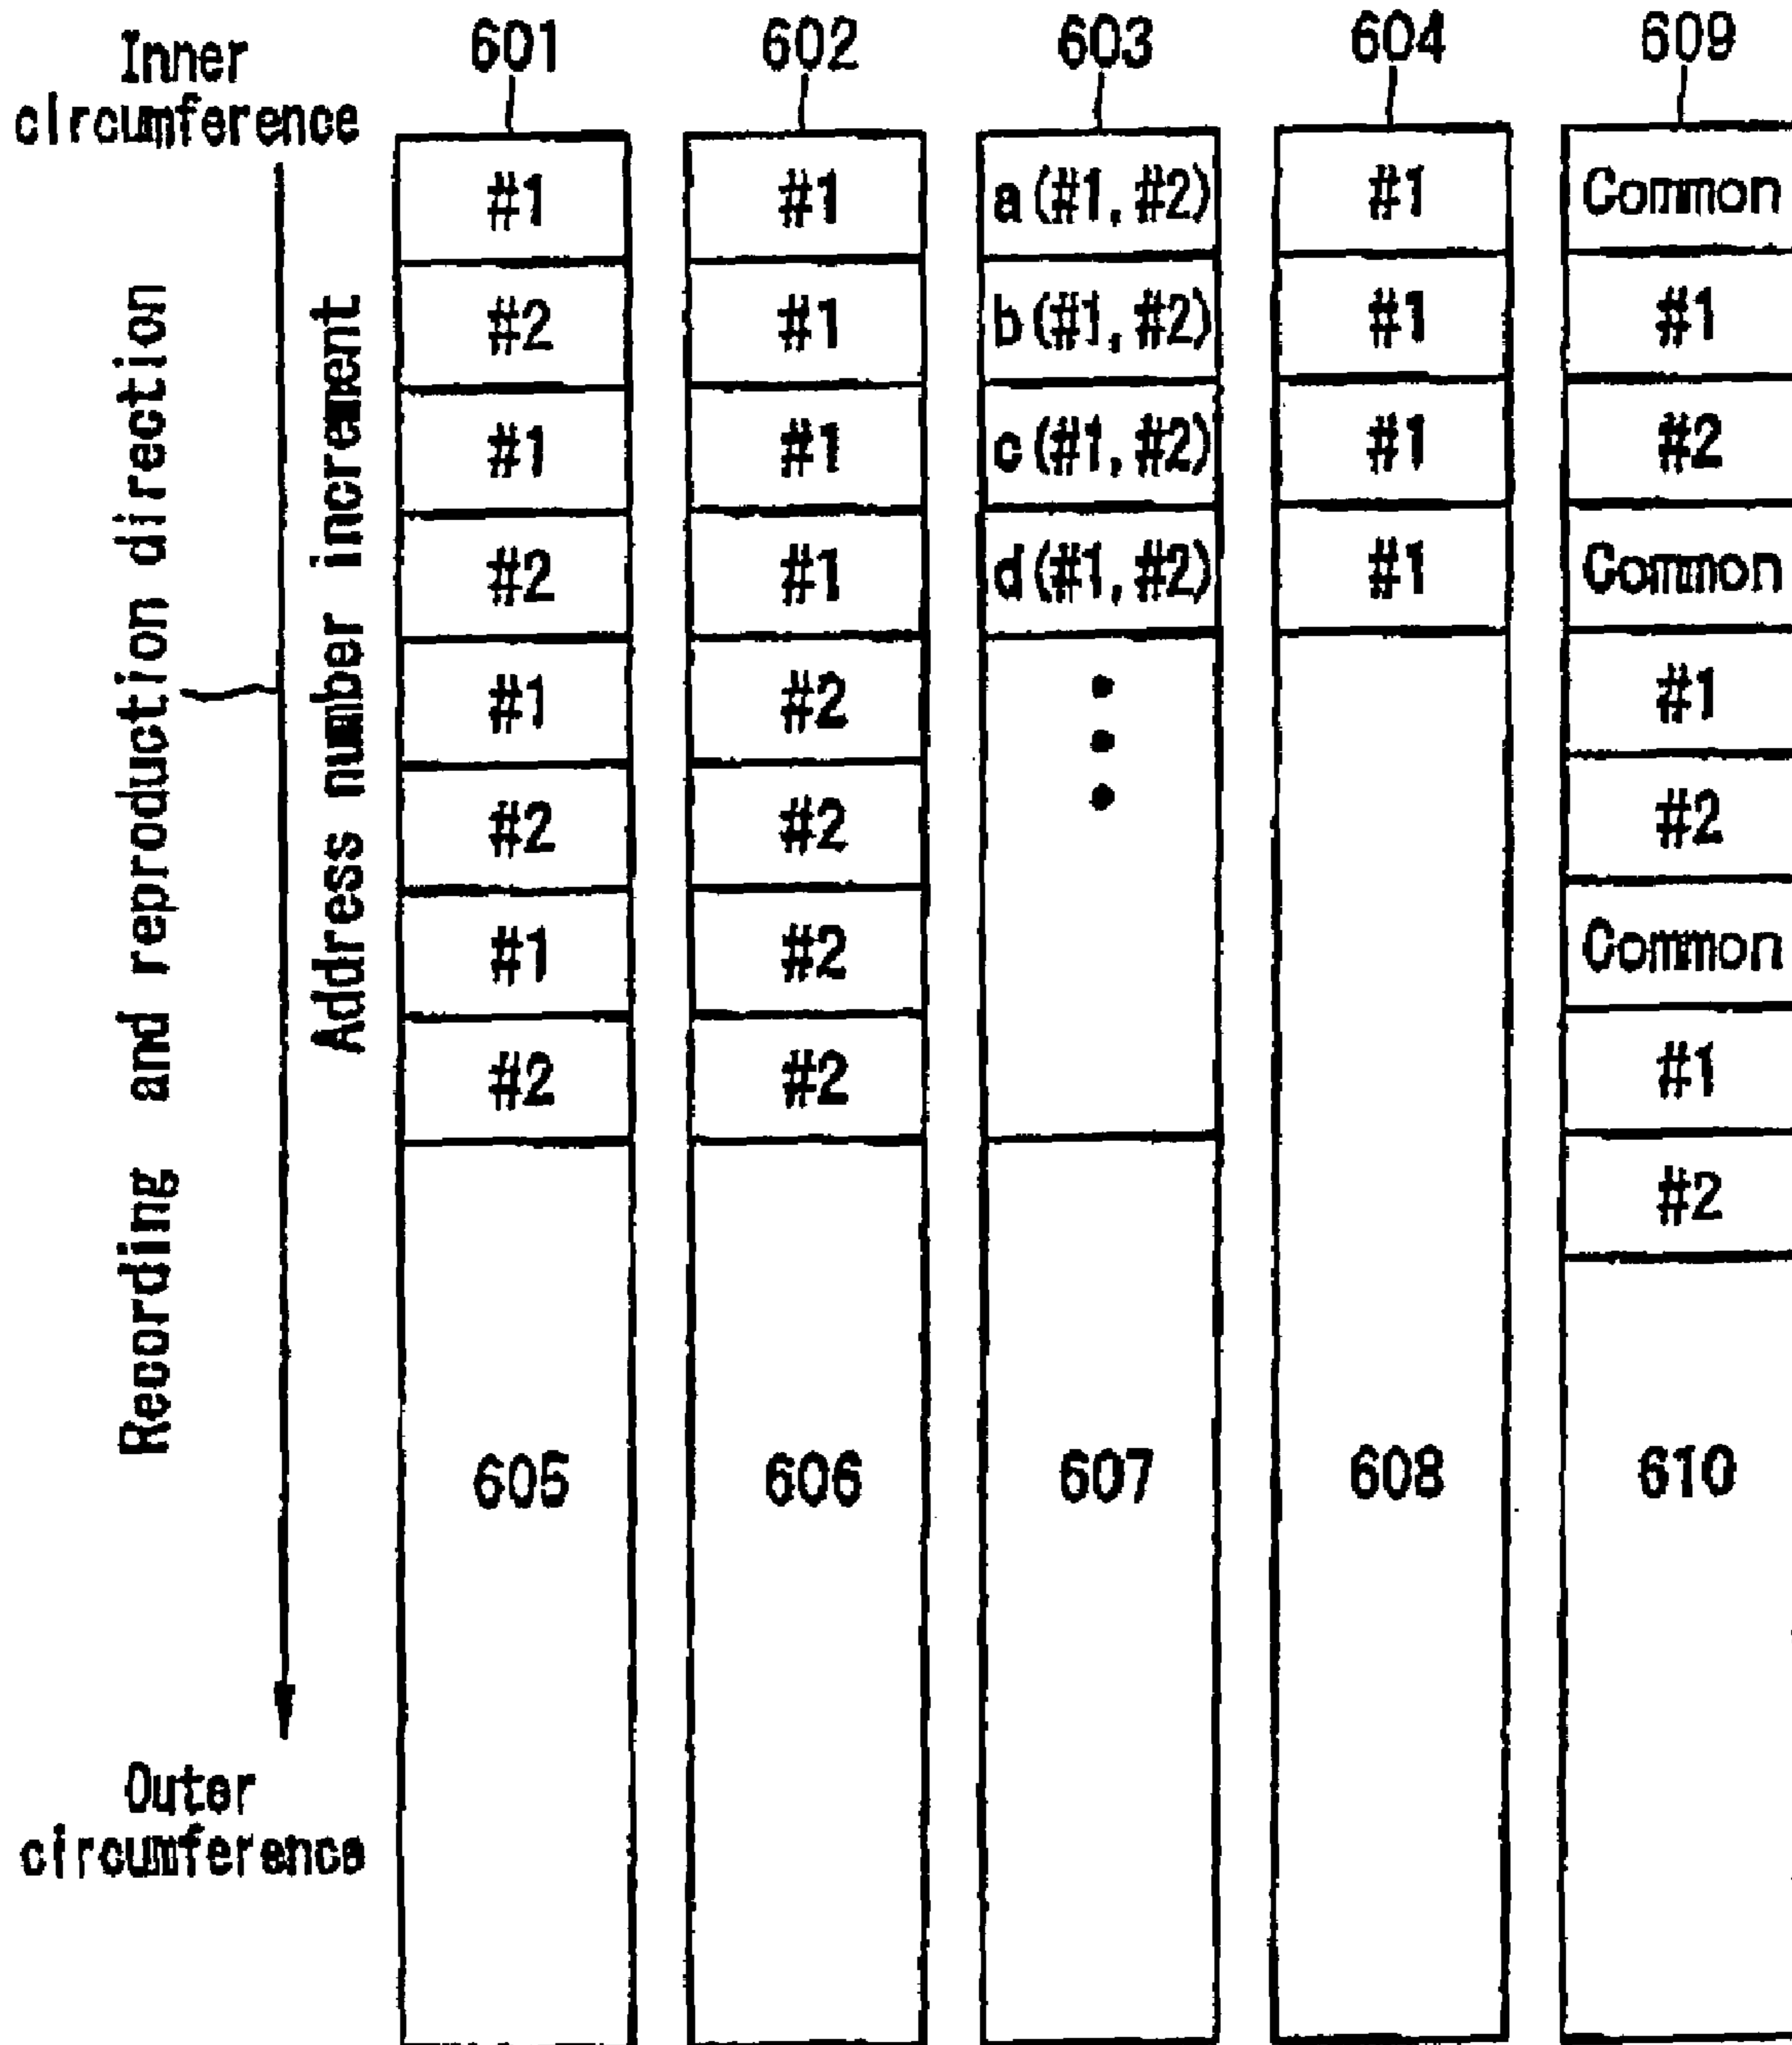 Inner
circumference
601 602 603 604 609
#1 #1 a(#1, #2) #1 Common
#2 #1 b(#1, #2) #1 #1
#1 #1 c(#1, #2) #1 #2
#2 #1 d(#1, #2) #1 Common
#1 #2 #1
#2 #2 #2
#1 #2 Common
#2 #2 #1
#2
605 606 607 608 610
Recording and reproduction direction
Address number increment
Outer
circumference